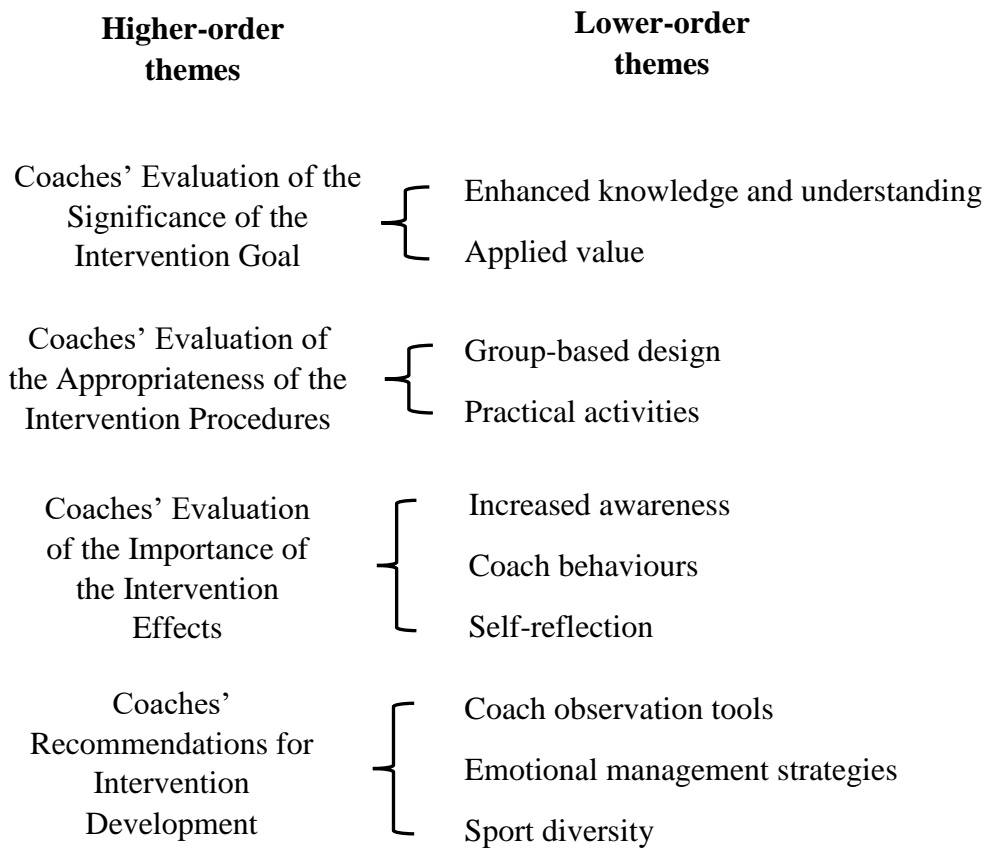 Higher-order
themes
Lower-order
themes
Coaches’ Evaluation of the
Significance of the
Intervention Goal
Enhanced knowledge and understanding
Applied value
Coaches’ Evaluation of
the Appropriateness of the
Intervention Procedures
Group-based design
Practical activities
Coaches’ Evaluation
of the Importance of
the Intervention
Effects
Increased awareness
Coach behaviours
Self-reflection
Coaches’
Recommendations for
Intervention
Development
Coach observation tools
Emotional management strategies
Sport diversity